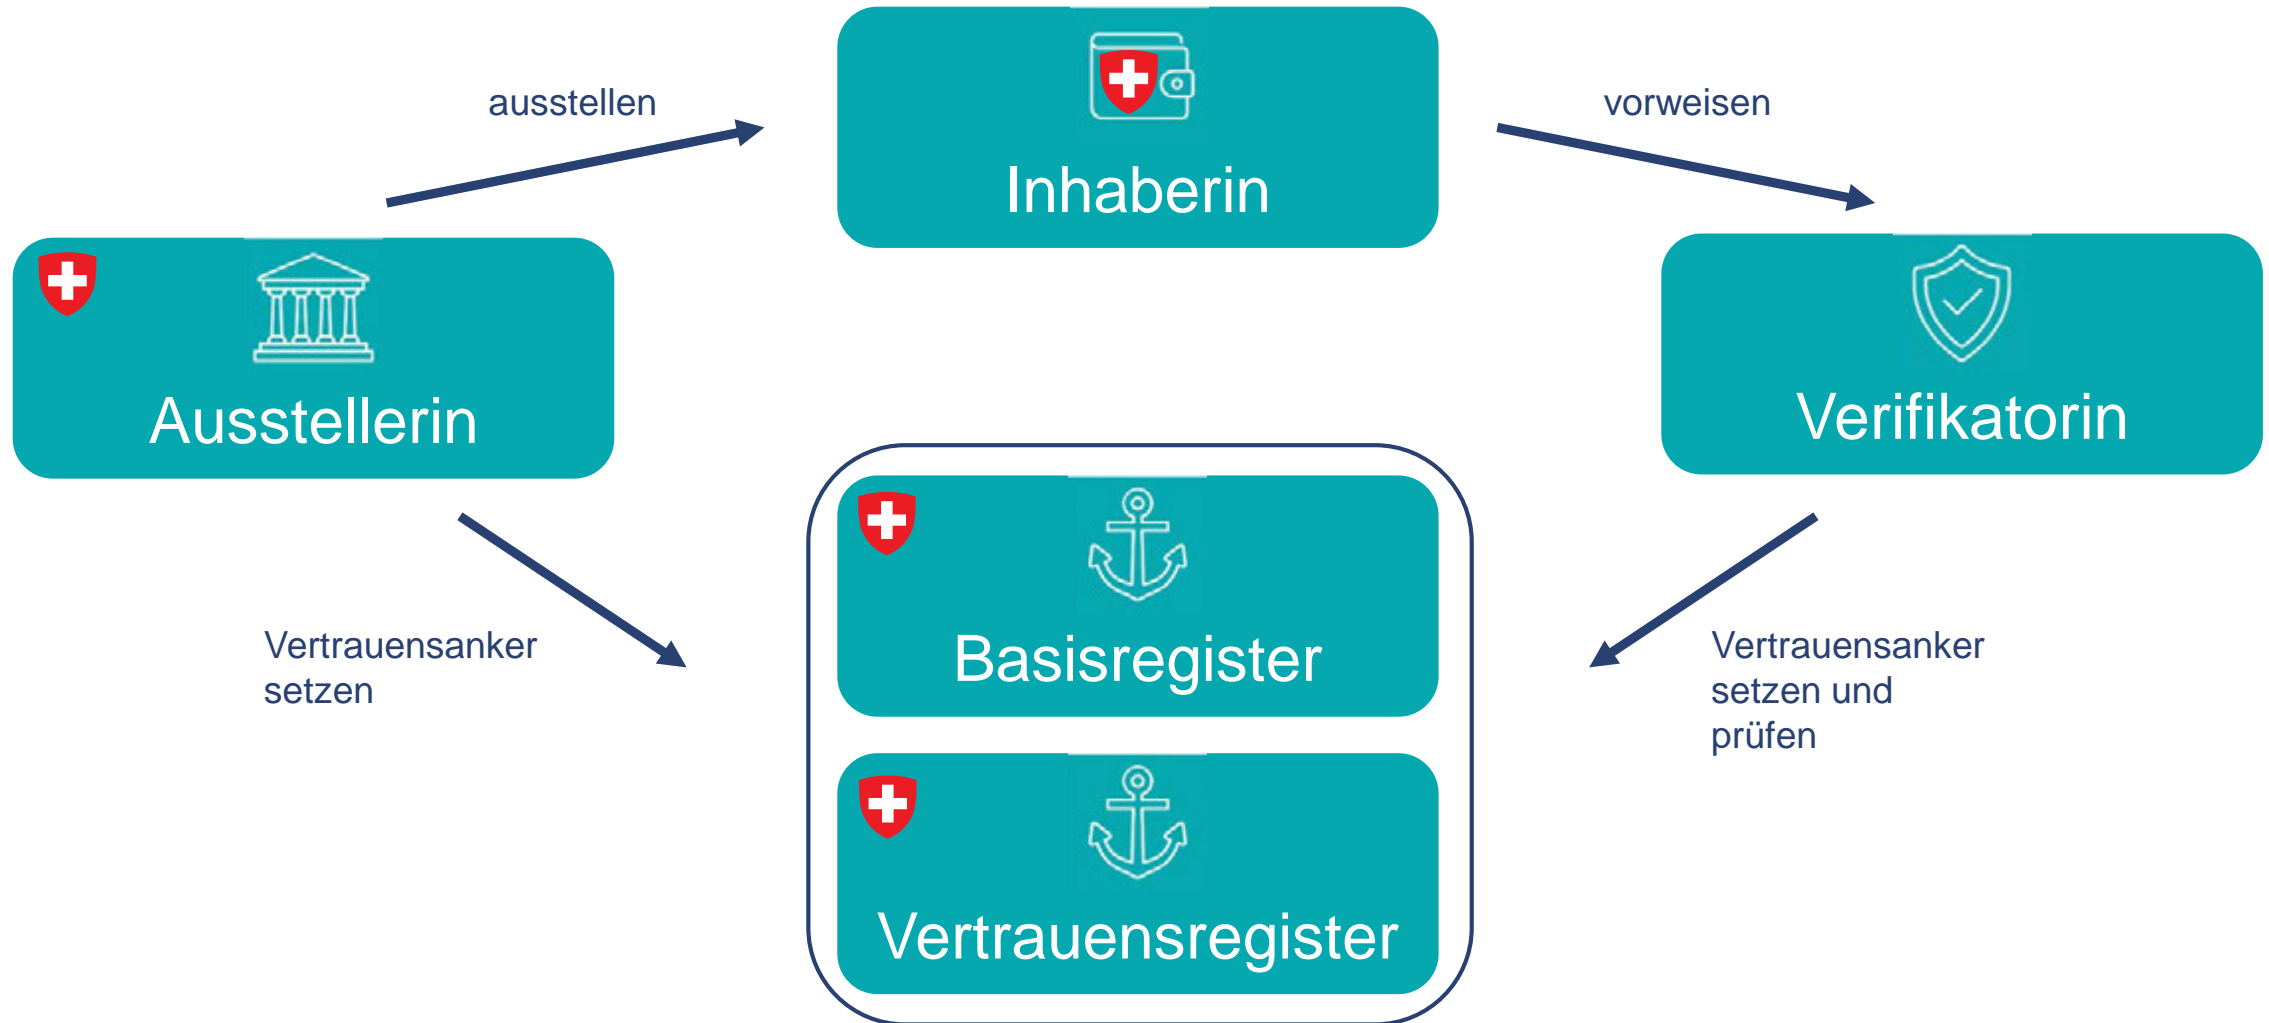 ausstellen
vorweisen
Inhaberin
Ausstellerin
Verifikatorin
Vertrauensanker
setzen
Basisregister
Vertrauensanker
setzen und
prüfen
Vertrauensregister